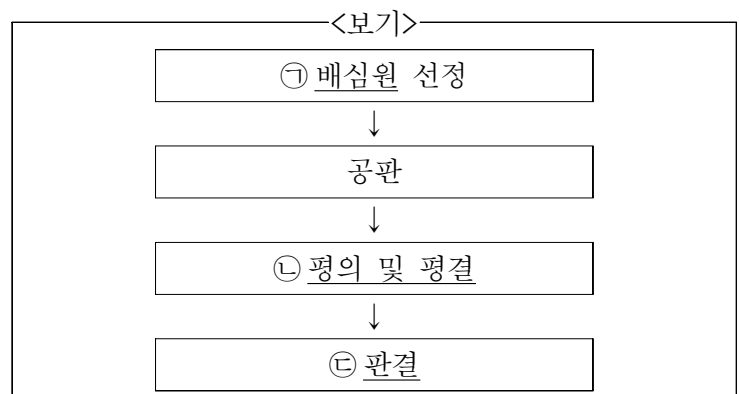 <보기>
㉠ 배심원 선정
↓
공판
↓
㉡ 평의 및 평결
↓
㉢ 판결